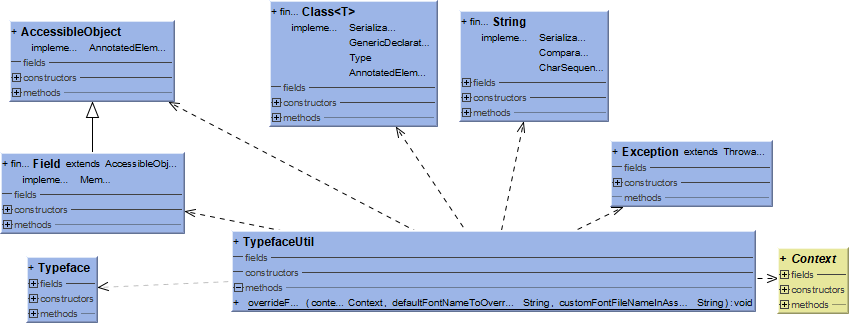 + AccessibleObject
impleme... AnnotatedElem...
fields
constructors
methods
+ fin... Class<T>
impleme... Serializa...
GenericDeclarat...
Type
AnnotatedElem...
fields
constructors
methods
+ fin... String
impleme... Serializa...
Compara...
CharSequen...
fields
constructors
methods
+ fin... Field extends AccessibleObj...
impleme... Mem...
fields
constructors
methods
+ Exception extends Throwa...
fields
constructors
methods
+ Typeface
fields
constructors
methods
+ TypefaceUtil
fields
constructors
methods
+ overrideF... (conte... Context, defaultFontNameToOverr... String, customFontFileNameInAss... String):void
+ Context
fields
constructors
methods